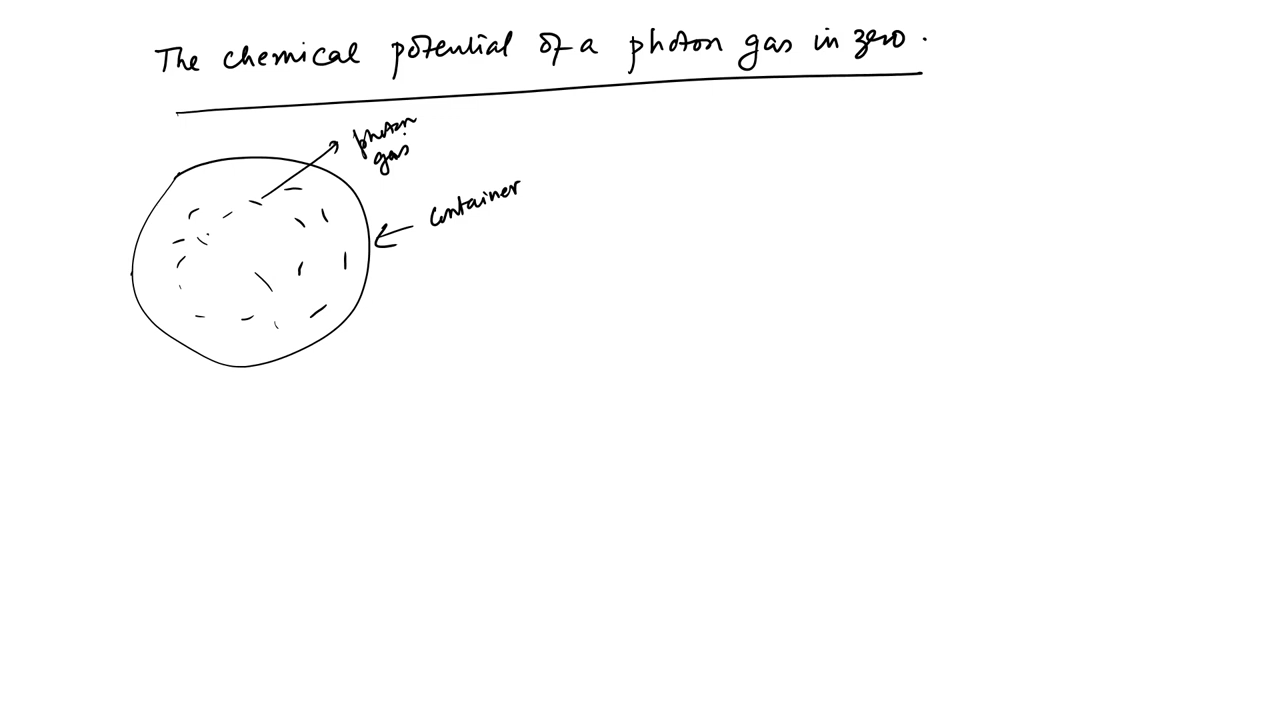 The chemical potential of a photon gas in zero.
photon
gas
container